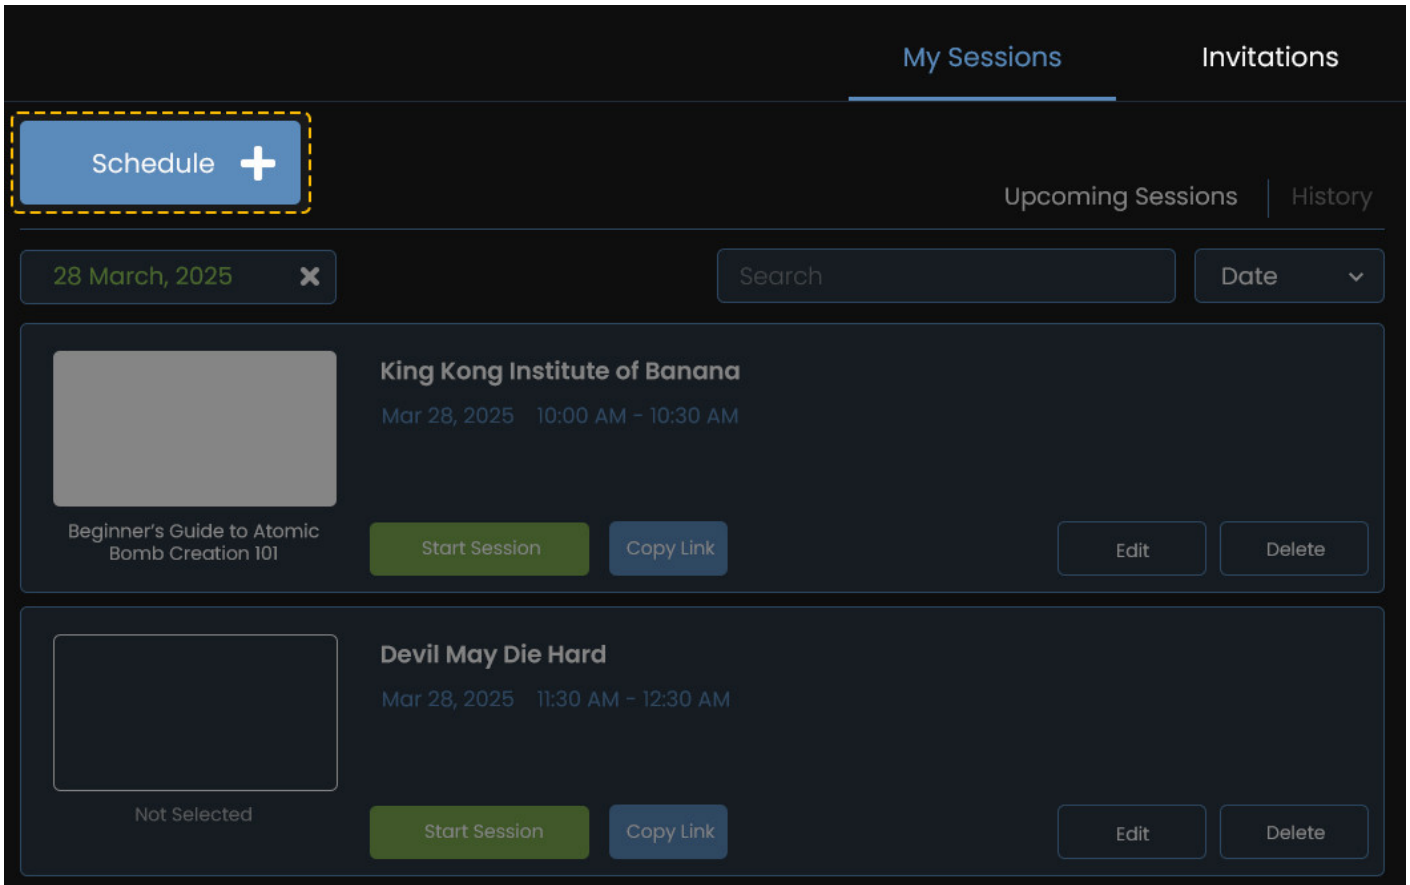 My Sessions
Invitations
Schedule
Upcoming Sessions
History
28 March, 2025
Search
Date
King Kong Institute of Banana
Mar 28, 2025 10:00 AM - 10:30 AM
Beginner's Guide to Atomic
Bomb Creation 101
Start Session
Copy Link
Edit
Delete
Devil May Die Hard
Mar 28, 2025 11:30 AM - 12:30 AM
Not Selected
Start Session
Copy Link
Edit
Delete